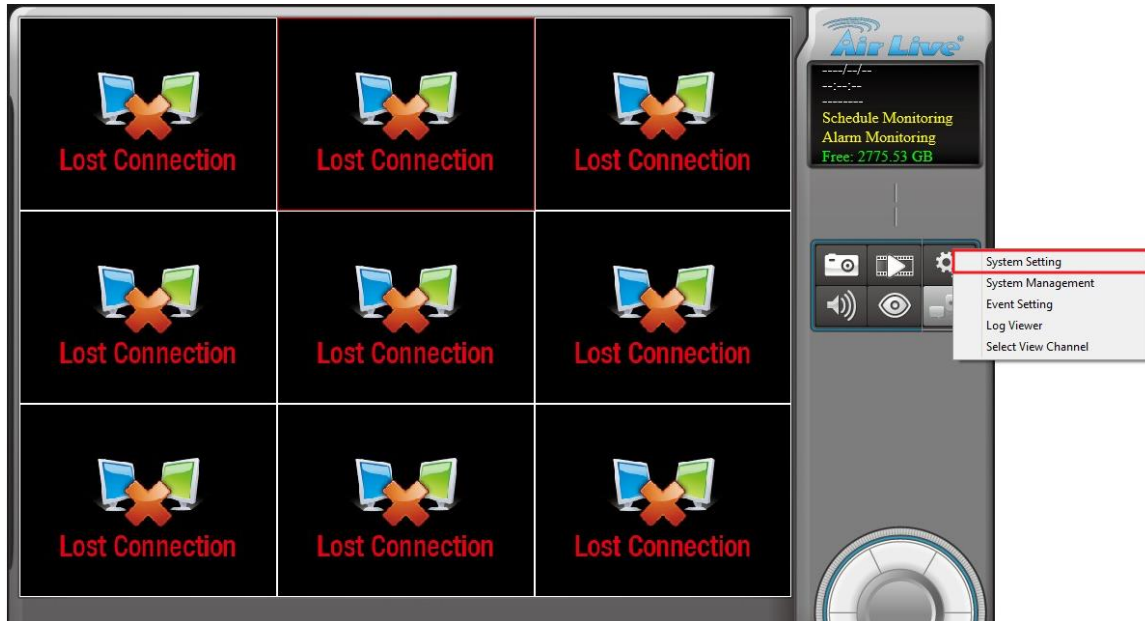 Air Live®
----/--/--
--:--:--
--------
Schedule Monitoring
Alarm Monitoring
Free: 2775.53 GB
Lost Connection Lost Connection Lost Connection
System Setting
System Management
Event Setting
Log Viewer
Select View Channel
Lost Connection Lost Connection Lost Connection
Lost Connection Lost Connection Lost Connection